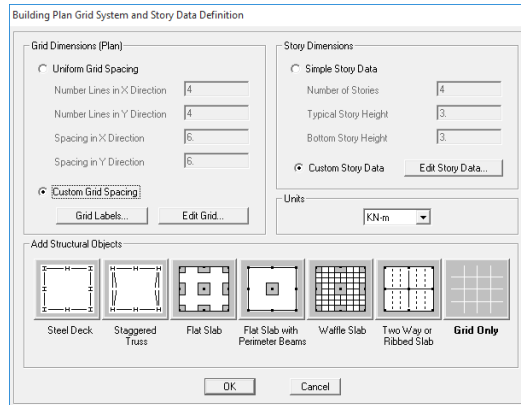 Building Plan Grid System and Story Data Definition
Grid Dimensions (Plan)
Uniform Grid Spacing
Number Lines in X Direction 4
Number Lines in Y Direction 4
Spacing in X Direction 6.
Spacing in Y Direction 6.
Custom Grid Spacing
Grid Labels... Edit Grid...
Story Dimensions
Simple Story Data
Number of Stories 4
Typical Story Height 3.
Bottom Story Height 3.
Custom Story Data Edit Story Data...
Units
KN-m
Add Structural Objects
Steel Deck
Staggered
Truss
Flat Slab
Flat Slab with
Perimeter Beams
Waffle Slab
Two Way or
Ribbed Slab
Grid Only
OK Cancel